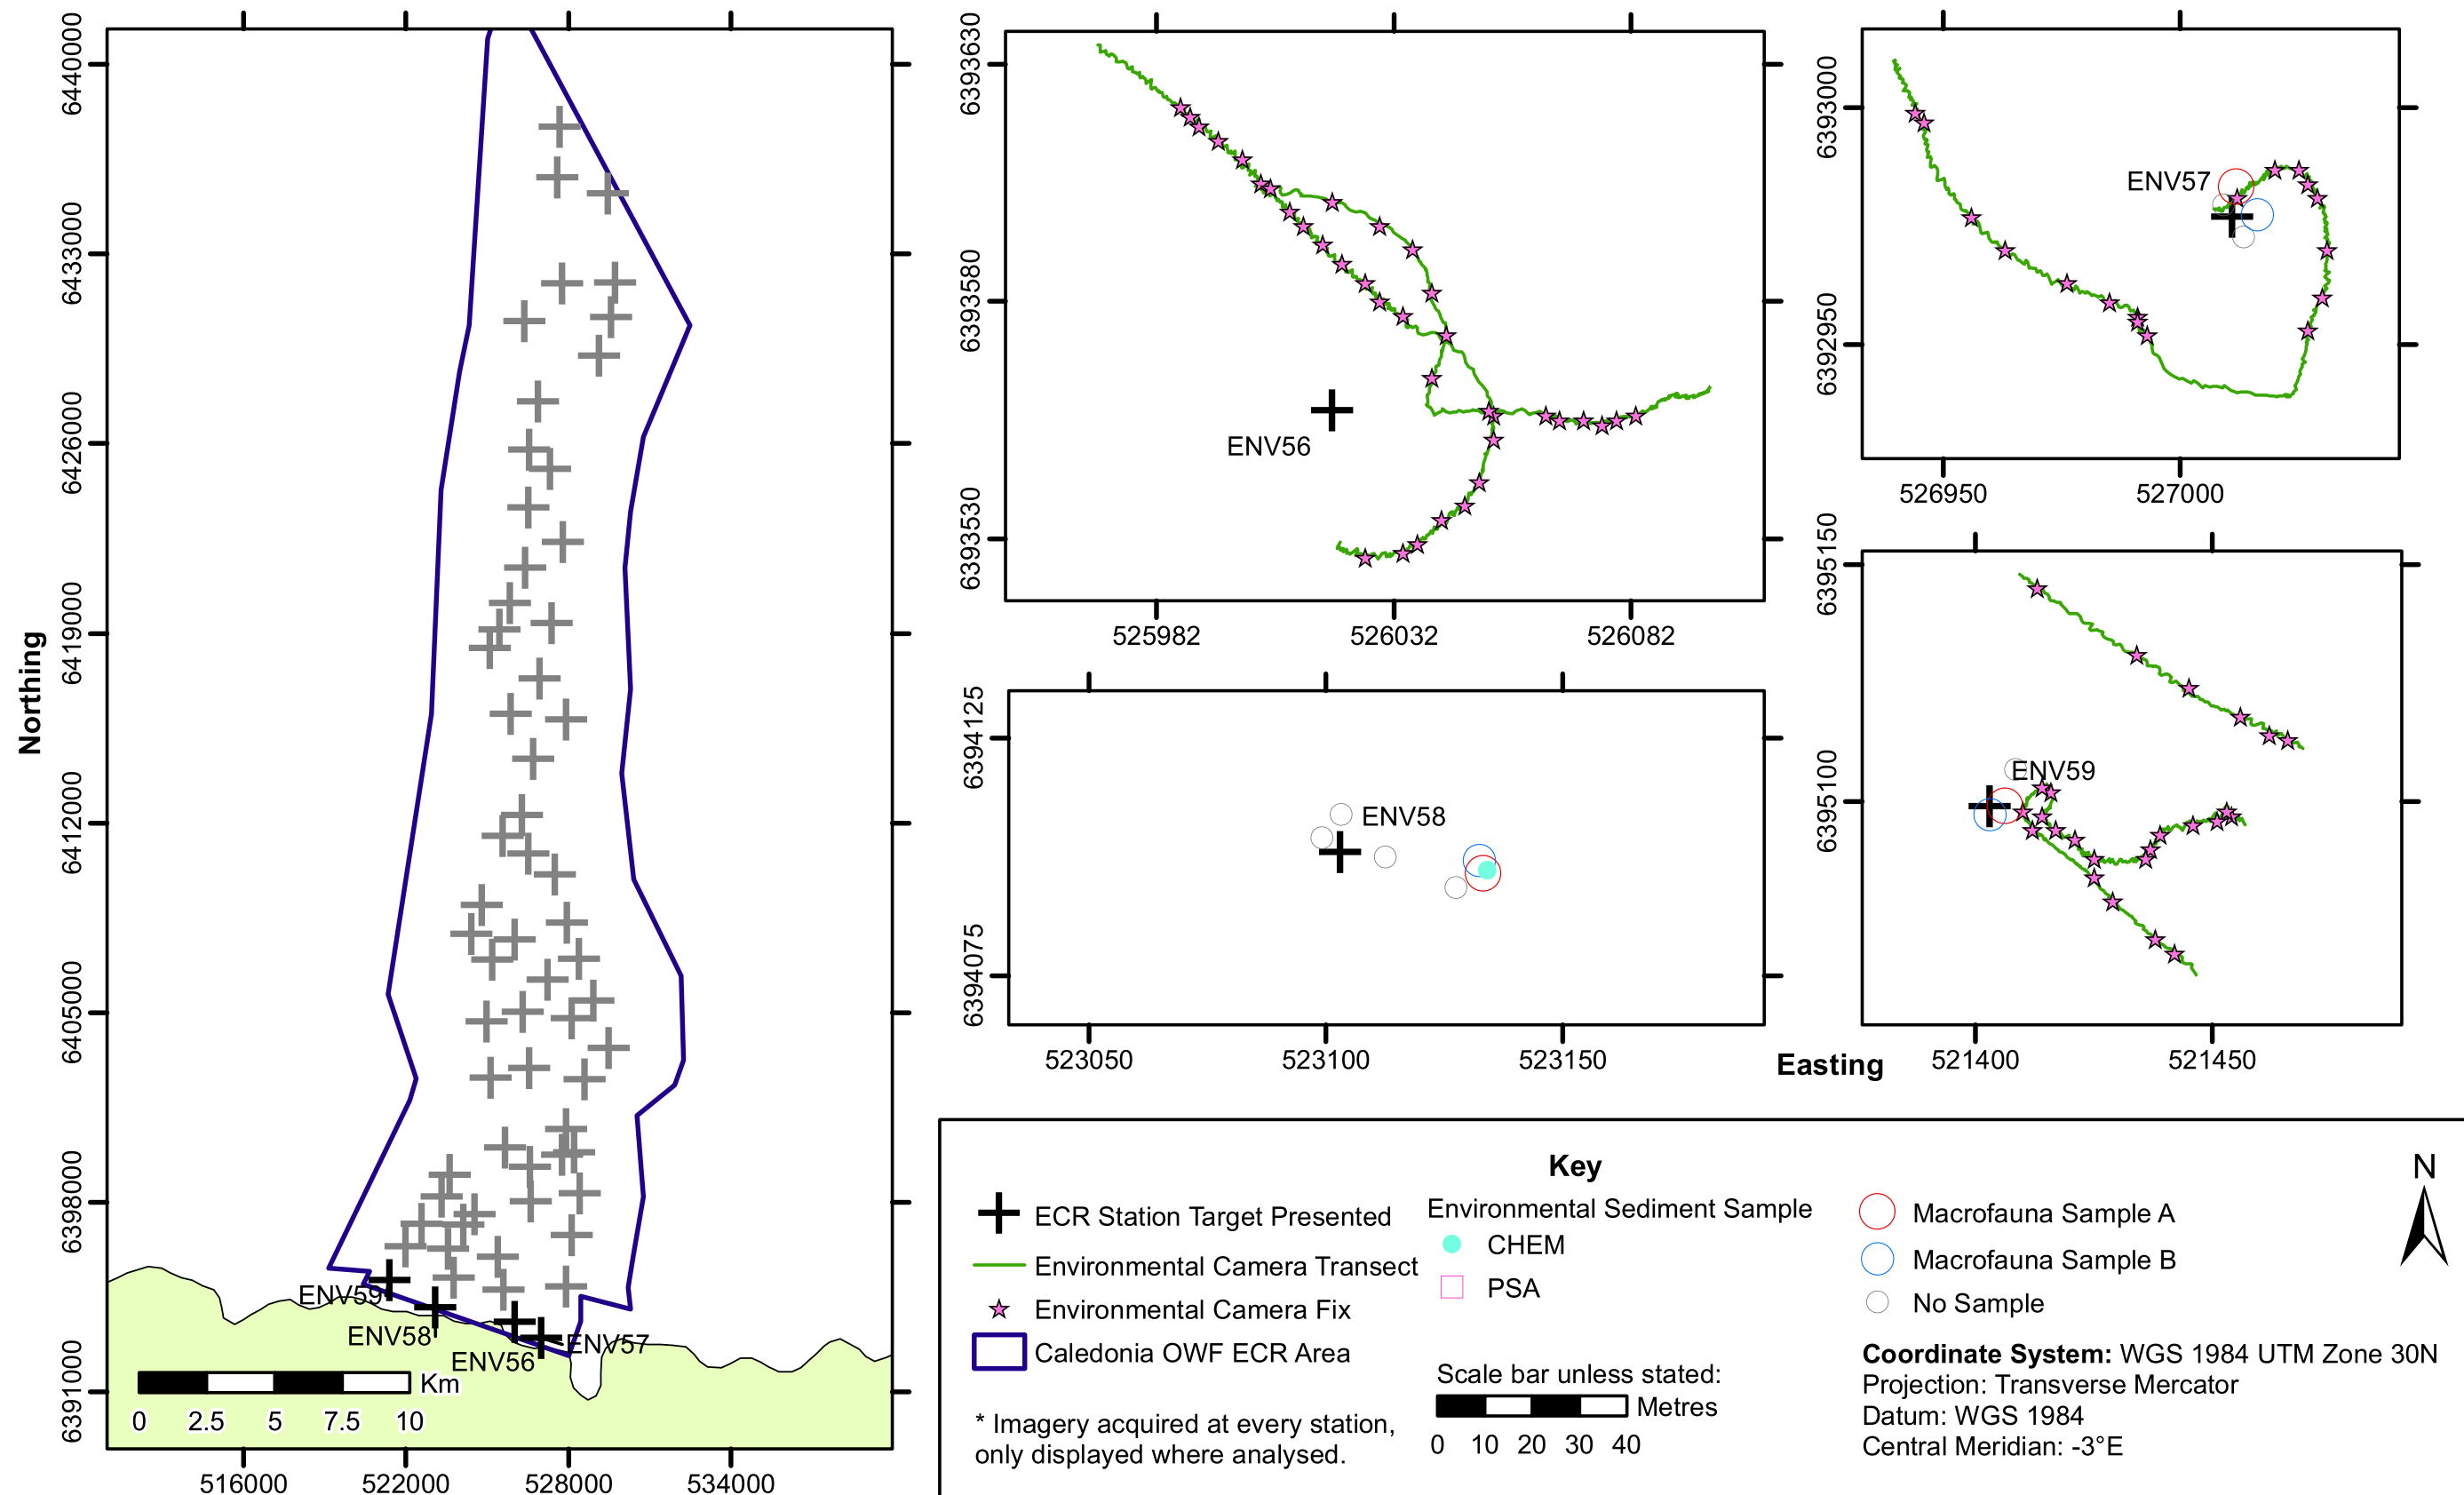 Northing
6440000
6433000
6426000
6419000
6412000
6405000
6398000
6391000
516000
522000
528000
534000
ENV59
ENV58
ENV56
ENV57
Km
0 2.5 5 7.5 10
6393630
6393580
6393530
ENV56
525982 526032 526082
6393000
6392950
ENV57
526950 527000
6394125
6394075
ENV58
523050 523100 523150
6395150
6395100
ENV59
521400 521450
Easting
Key
ECR Station Target Presented
Environmental Camera Transect
Environmental Camera Fix
Caledonia OWF ECR Area
* Imagery acquired at every station,
only displayed where analysed.
Environmental Sediment Sample
CHEM
PSA
Scale bar unless stated:
Metres
0 10 20 30 40
Macrofauna Sample A
Macrofauna Sample B
No Sample
N
Coordinate System: WGS 1984 UTM Zone 30N
Projection: Transverse Mercator
Datum: WGS 1984
Central Meridian: -3°E